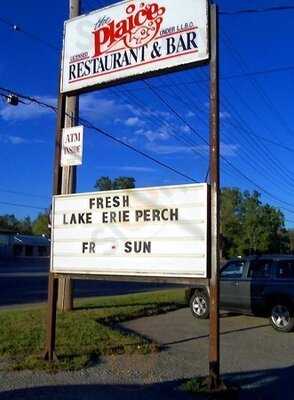 the Plaice
LICENSED UNDER L.L.B.O.
RESTAURANT & BAR
ATM
INSIDE
FRESH
LAKE ERIE PERCH
FR - SUN